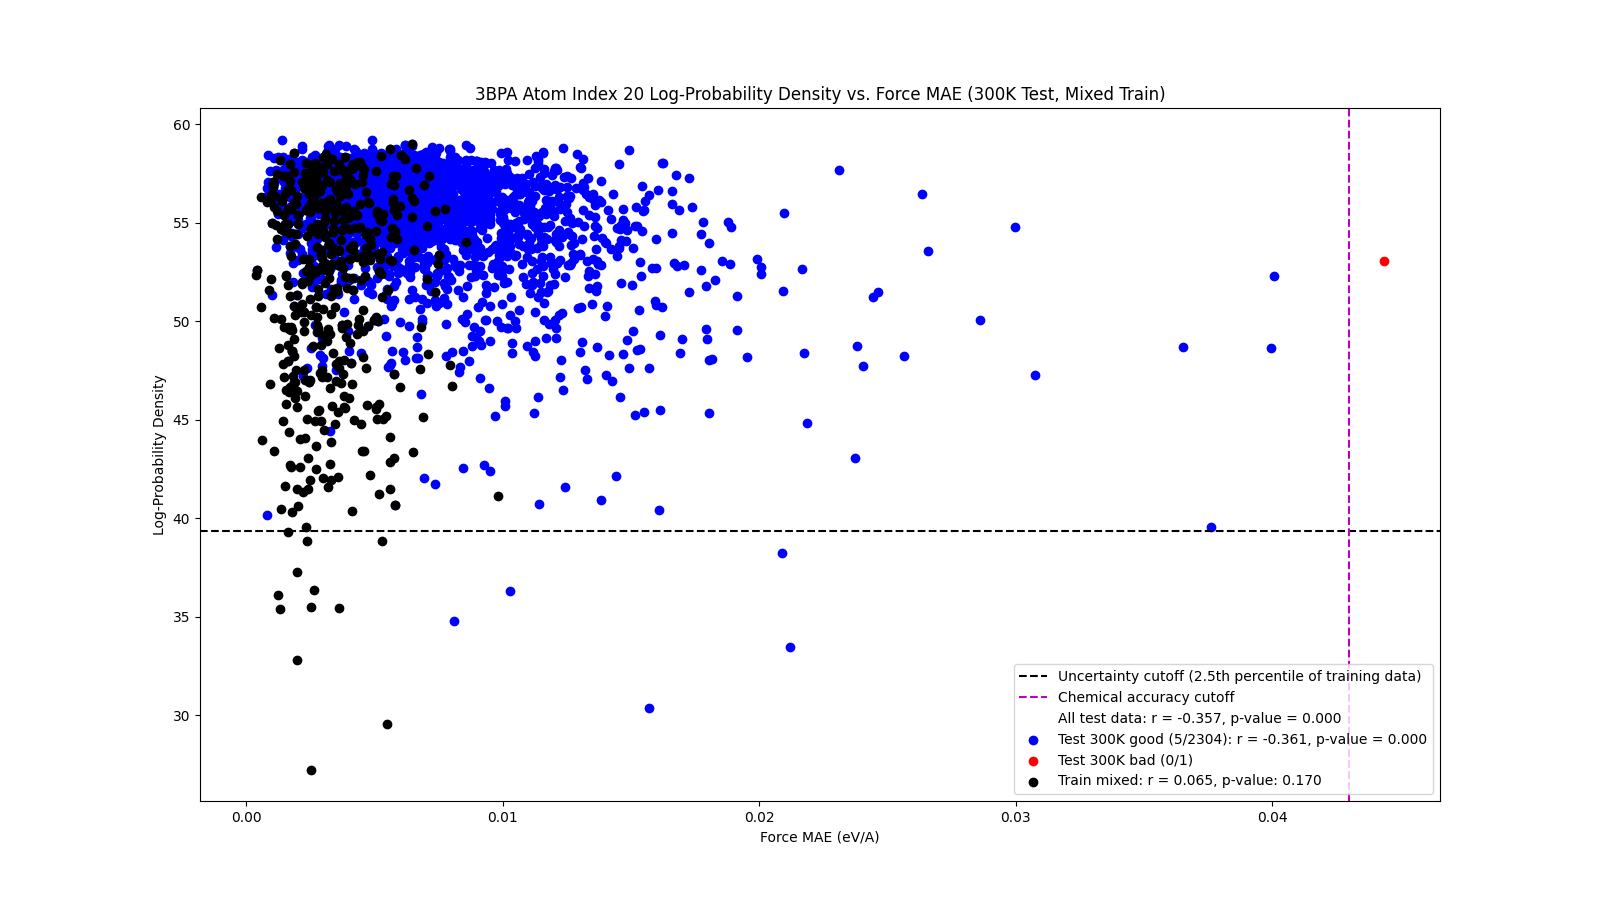 3BPA Atom Index 20 Log-Probability Density vs. Force MAE (300K Test, Mixed Train)
Log-Probability Density
60
55
50
45
40
35
30
Uncertainty cutoff (2.5th percentile of training data)
Chemical accuracy cutoff
All test data: r = -0.357, p-value = 0.000
Test 300K good (5/2304): r = -0.361, p-value = 0.000
Test 300K bad (0/1)
Train mixed: r = 0.065, p-value: 0.170
0.00
0.01
0.02
0.03
0.04
Force MAE (eV/A)